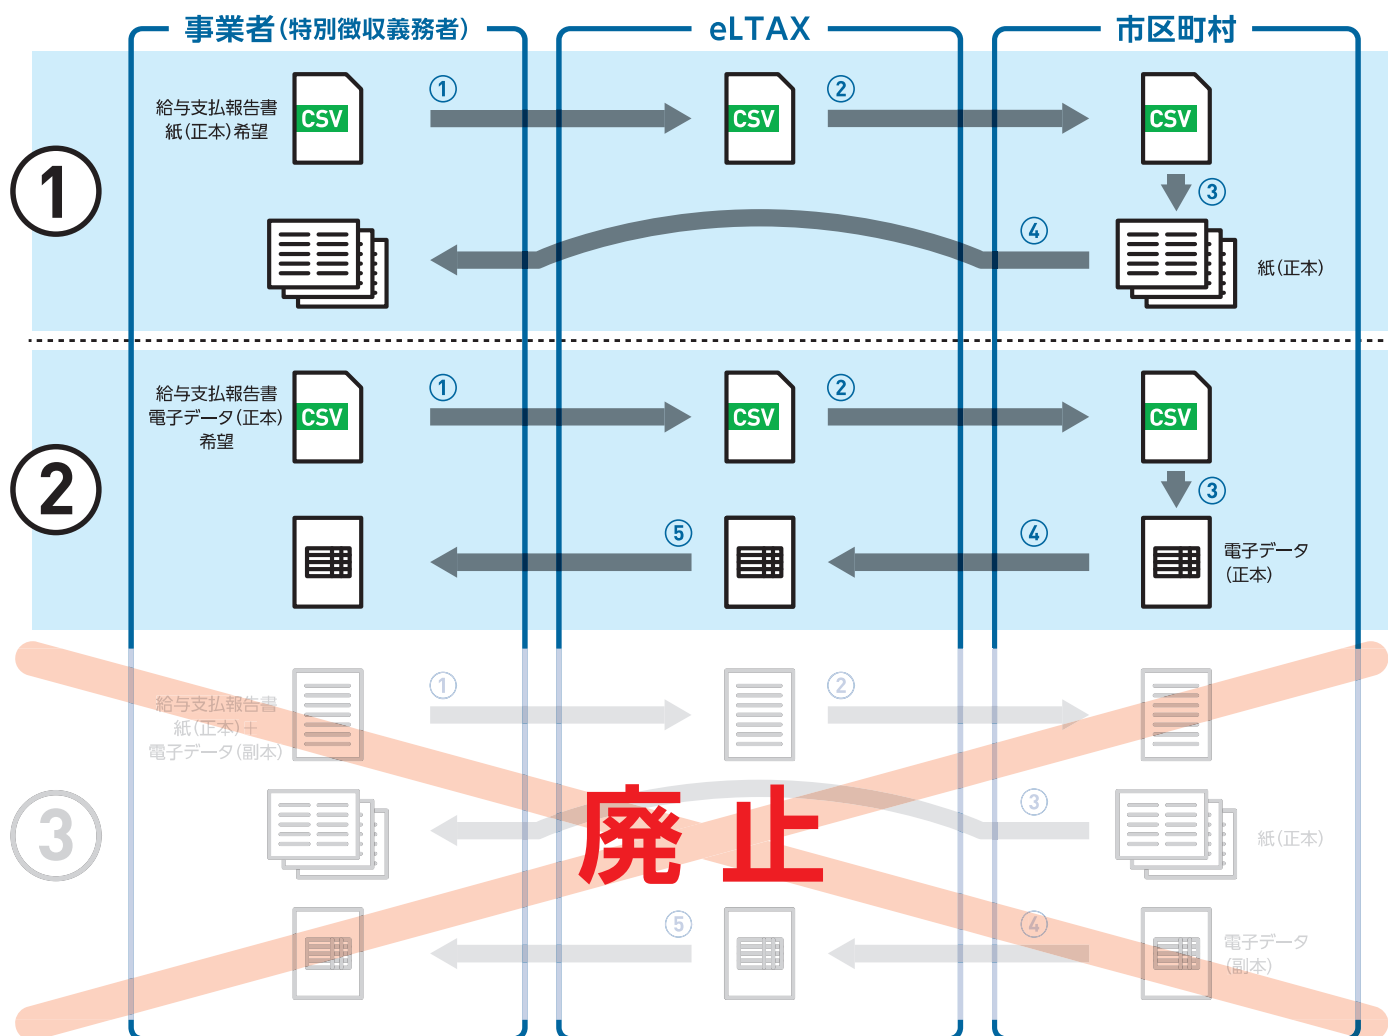 事業者(特別徴収義務者)
eLTAX
市区町村
①
給与支払報告書
紙(正本)希望
CSV
①
CSV
②
CSV
③
④
紙(正本)
②
給与支払報告書
電子データ(正本)
希望
CSV
①
CSV
②
CSV
③
⑤
④
電子データ
(正本)
③
給与支払報告書
紙(正本)+
電子データ(副本)
①
②
廃止
③
紙(正本)
⑤
④
電子データ
(副本)